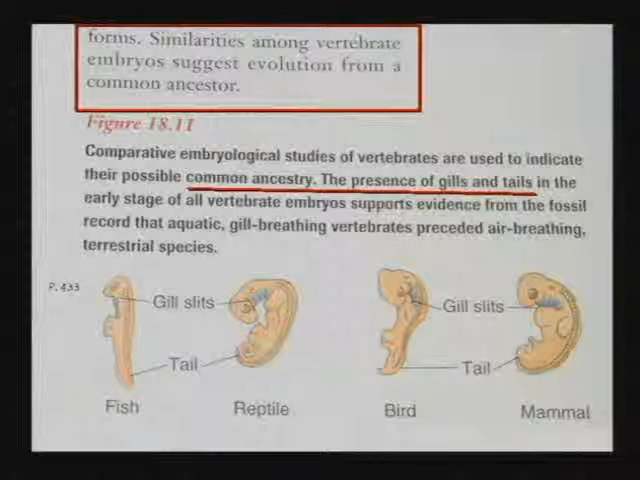 forms. Similarities among vertebrate
embryos suggest evolution from a
common ancestor.
Figure 18.11
Comparative embryological studies of vertebrates are used to indicate
their possible common ancestry. The presence of gills and tails in the
early stage of all vertebrate embryos supports evidence from the fossil
record that aquatic, gill-breathing vertebrates preceded air-breathing,
terrestrial species.
P. 433
Gill slits
Gill slits
Tail
Tail
Fish
Reptile
Bird
Mammal